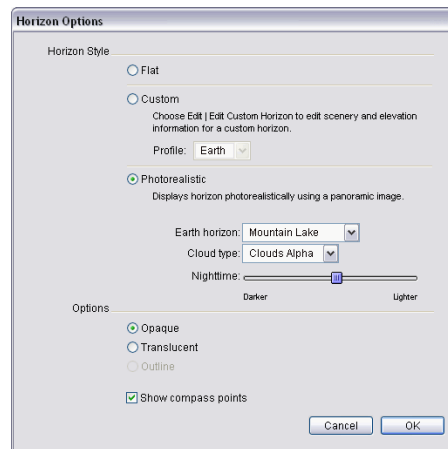 Horizon Options
Horizon Style
Flat
Custom
Choose Edit | Edit Custom Horizon to edit scenery and elevation
information for a custom horizon.
Profile: Earth
Photorealistic
Displays horizon photorealistically using a panoramic image.
Earth horizon: Mountain Lake
Cloud type: Clouds Alpha
Nighttime:
Darker Lighter
Options
Opaque
Translucent
Outline
Show compass points
Cancel OK